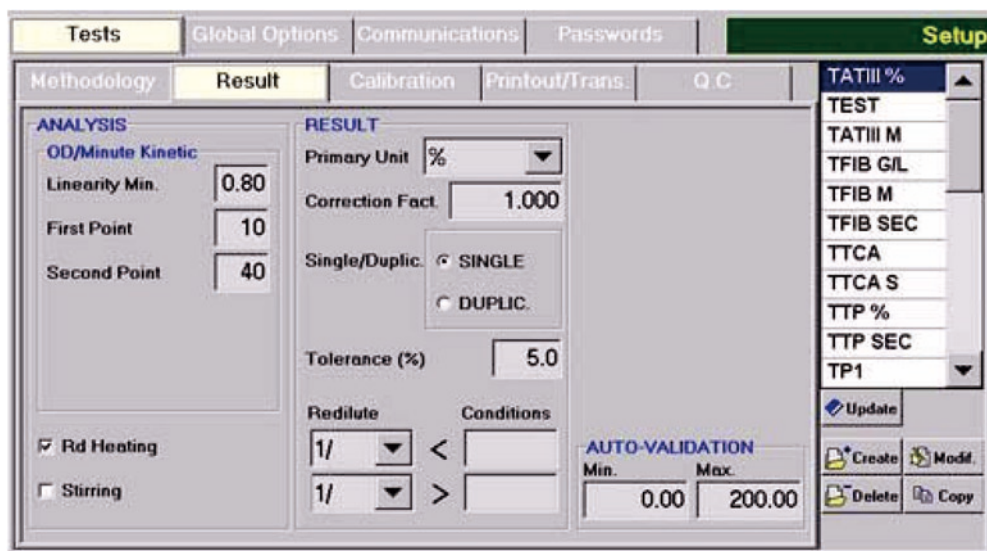 Tests Global Options Communications Passwords Setup
Methodology Result Calibration Printout/Trans. Q.C
ANALYSIS
OD/Minute Kinetic
Linearity Min. 0.80
First Point 10
Second Point 40
Rd Heating
Stirring
RESULT
Primary Unit %
Correction Fact. 1.000
Single/Duplic. SINGLE
DUPLIC.
Tolerance (%) 5.0
Redilute Conditions
1/ <
1/ >
AUTO-VALIDATION
Min. Max.
0.00 200.00
TATIII %
TEST
TATIII M
TFIB G/L
TFIB M
TFIB SEC
TTCA
TTCA S
TTP %
TTP SEC
TP1
Update
Create Modif.
Delete Copy